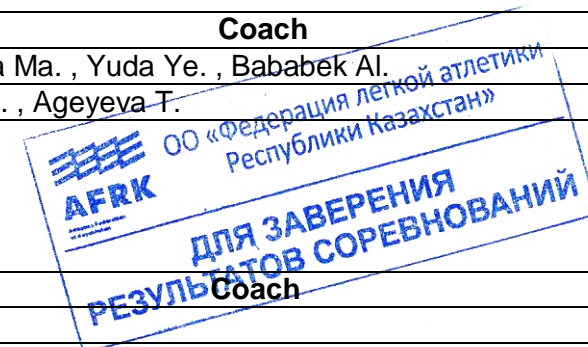 Coach
a Ma. , Yuda Ye. , Bababek Al.
. , Ageyeva T.
ОО «Федерация легкой атлетики
Республики Казахстан»
AFRK
ДЛЯ ЗАВЕРЕНИЯ
РЕЗУЛЬТАТОВ СОРЕВНОВАНИЙ
Coach